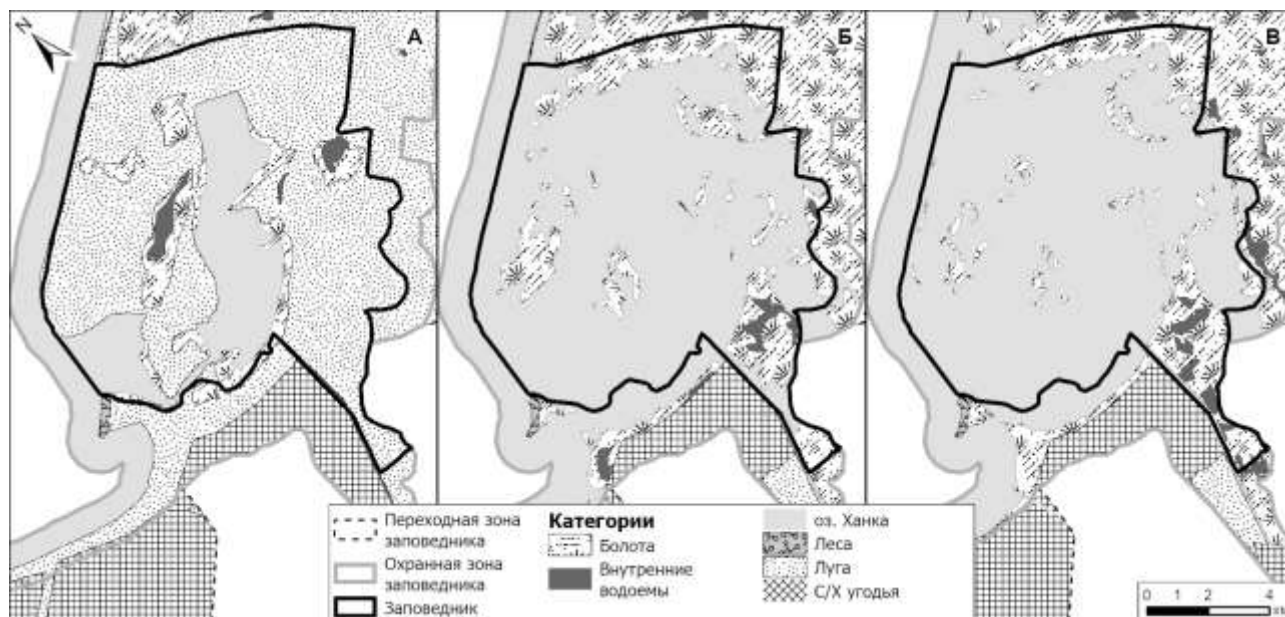 N
А
Б
В
Переходная зона
заповедника
Охранная зона
заповедника
Заповедник
Категории
Болота
Внутренние
водоемы
оз. Ханка
Леса
Луга
С/Х угодья
0 1 2 4
км